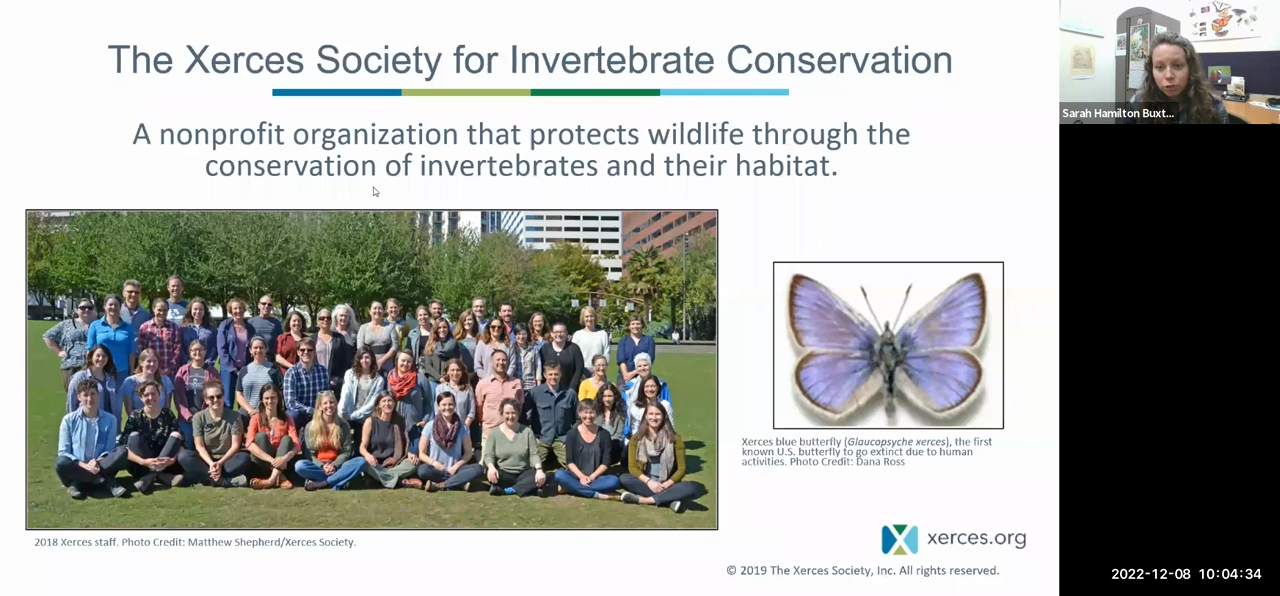 The Xerces Society for Invertebrate Conservation
A nonprofit organization that protects wildlife through the
conservation of invertebrates and their habitat.
Xerces blue butterfly (Glaucopsyche xerces), the first
known U.S. butterfly to go extinct due to human
activities. Photo Credit: Dana Ross
2018 Xerces staff. Photo Credit: Matthew Shepherd/Xerces Society.
xerces.org
© 2019 The Xerces Society, Inc. All rights reserved.
Sarah Hamilton Buxt...
2022-12-08 10:04:34